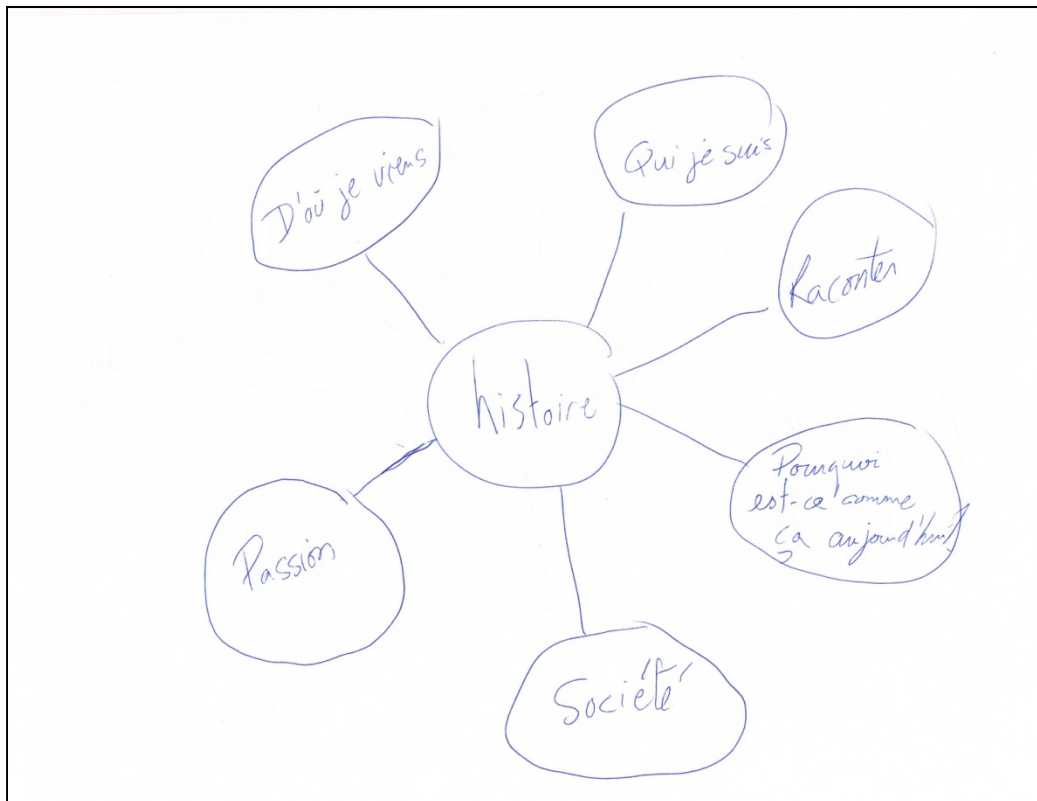 D'où je viens
Qui je suis
Raconter
histoire
Pourquoi
est-ce comme
ça aujourd'hui?
Passion
Société